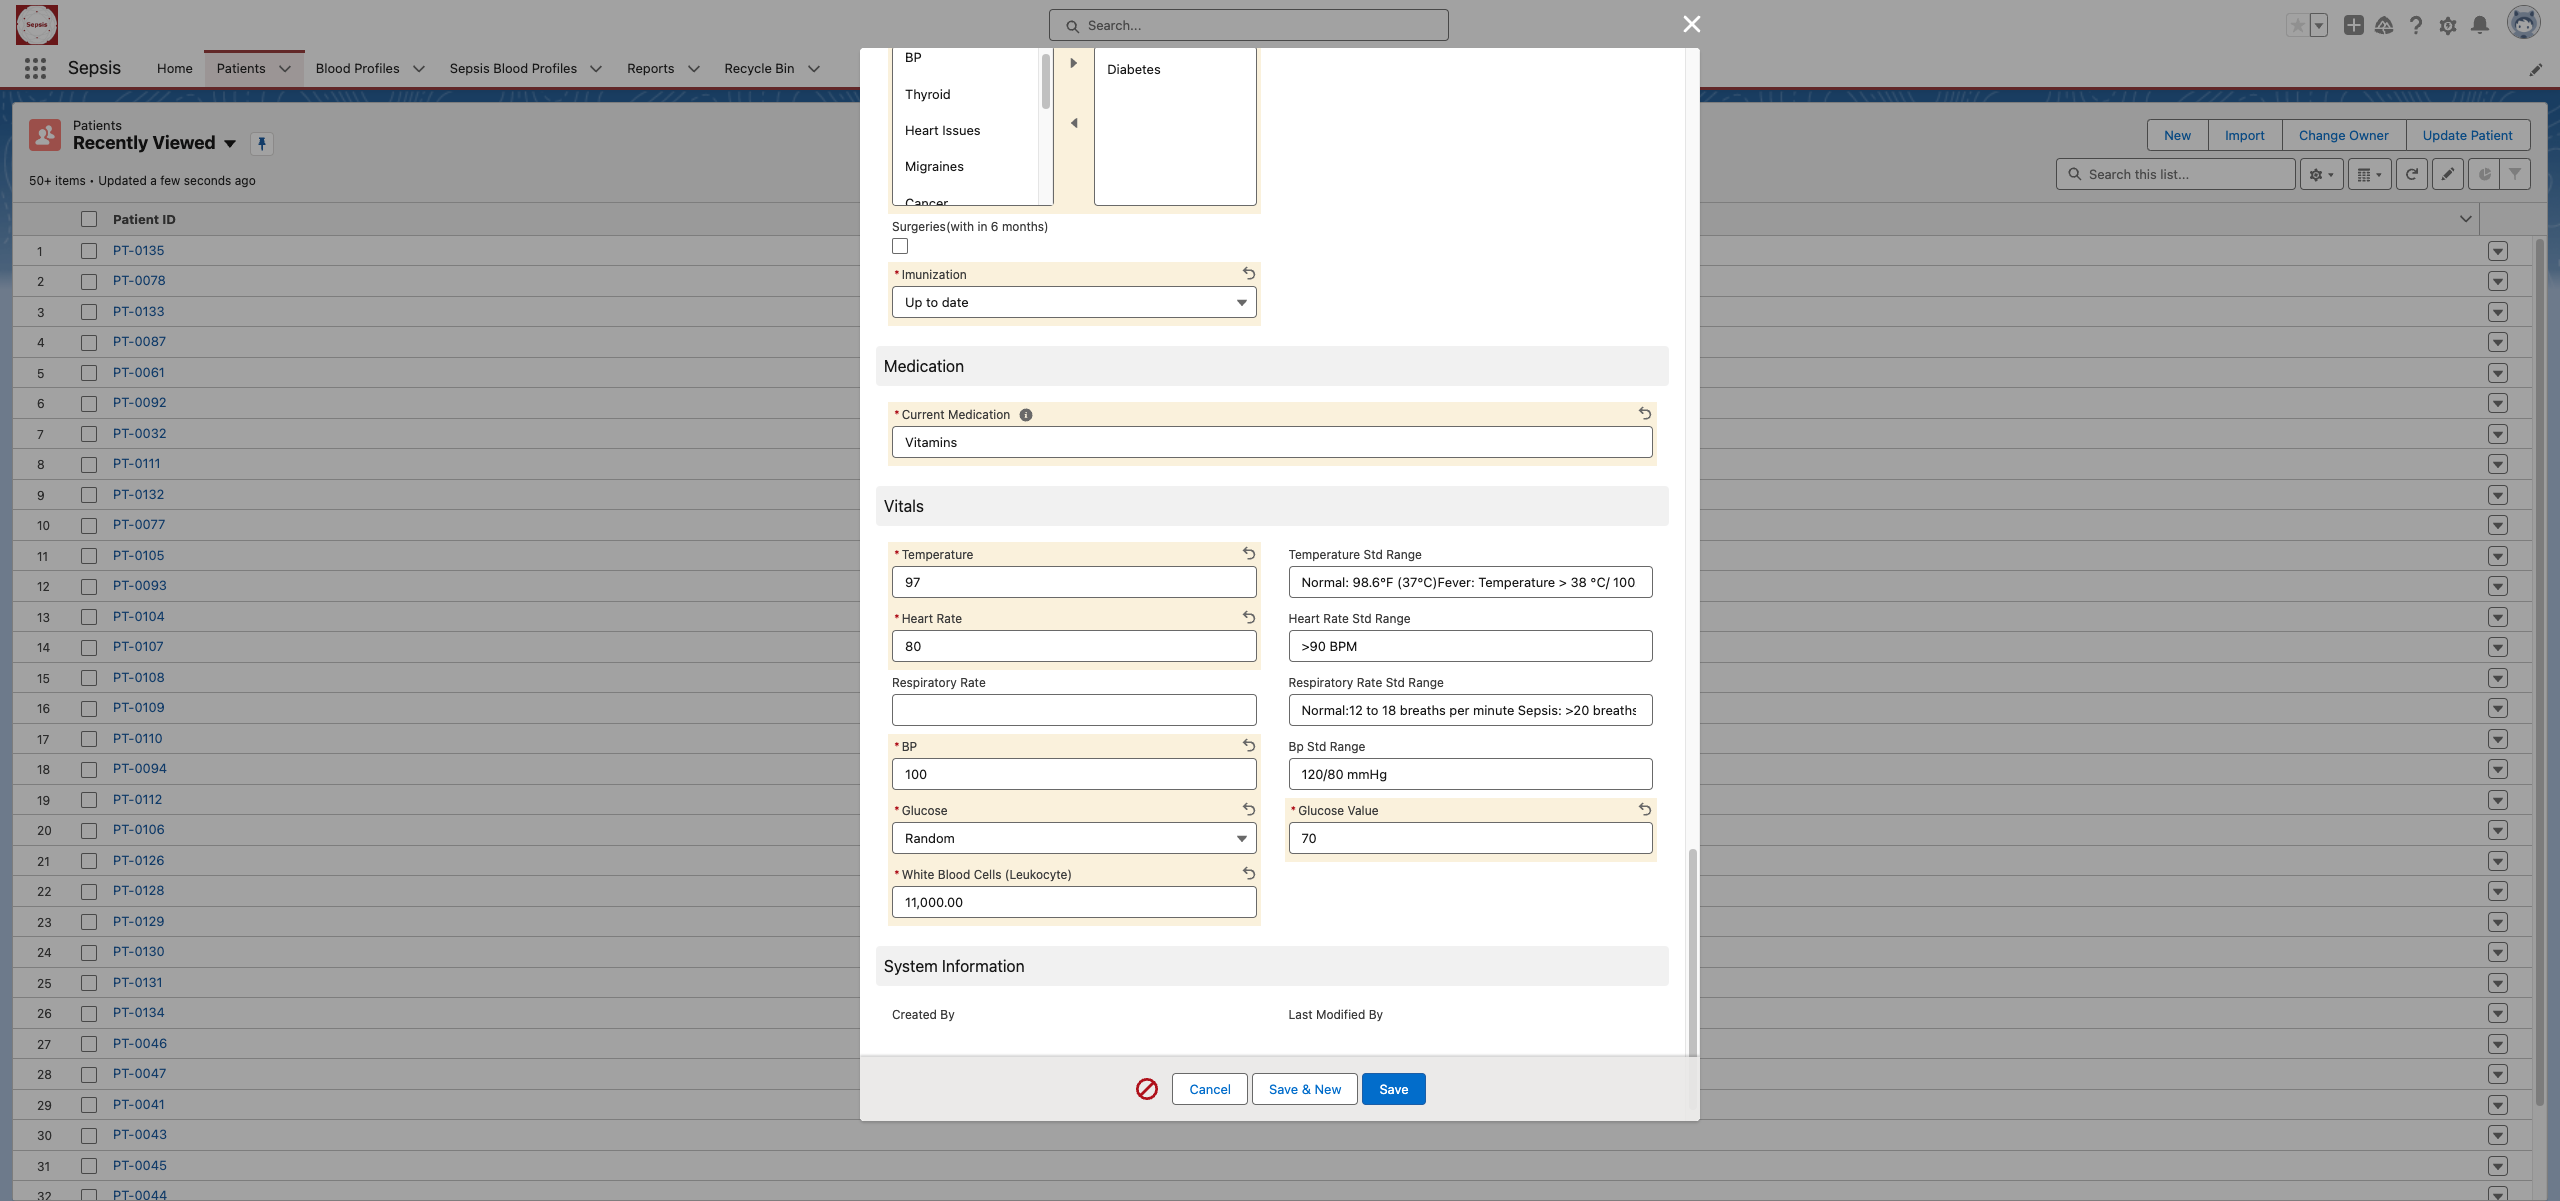 Sepsis
Search...
Sepsis
Home
Patients
Blood Profiles
Sepsis Blood Profiles
Reports
Recycle Bin
Patients
Recently Viewed
50+ items • Updated a few seconds ago
New
Import
Change Owner
Update Patient
Search this list...
Patient ID
1 PT-0135
2 PT-0078
3 PT-0133
4 PT-0087
5 PT-0061
6 PT-0092
7 PT-0032
8 PT-0111
9 PT-0132
10 PT-0077
11 PT-0105
12 PT-0093
13 PT-0104
14 PT-0107
15 PT-0108
16 PT-0109
17 PT-0110
18 PT-0094
19 PT-0112
20 PT-0106
21 PT-0126
22 PT-0128
23 PT-0129
24 PT-0130
25 PT-0131
26 PT-0134
27 PT-0046
28 PT-0047
29 PT-0041
30 PT-0043
31 PT-0045
32 PT-0044
BP
Thyroid
Heart Issues
Migraines
Cancer
Diabetes
Surgeries(with in 6 months)
* Imunization
Up to date
Medication
* Current Medication
Vitamins
Vitals
* Temperature
97
Temperature Std Range
Normal: 98.6°F (37°C)Fever: Temperature > 38 °C/ 100
* Heart Rate
80
Heart Rate Std Range
>90 BPM
Respiratory Rate
Respiratory Rate Std Range
Normal:12 to 18 breaths per minute Sepsis: >20 breaths
* BP
100
Bp Std Range
120/80 mmHg
* Glucose
Random
* Glucose Value
70
* White Blood Cells (Leukocyte)
11,000.00
System Information
Created By
Last Modified By
Cancel
Save & New
Save